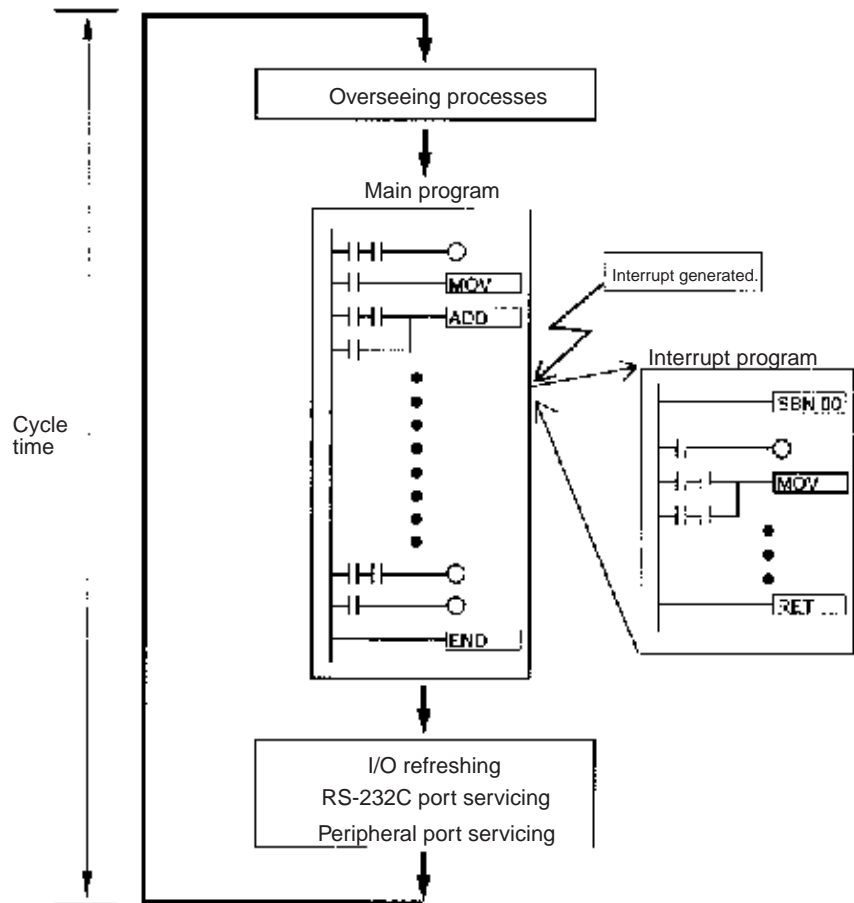 Overseeing processes
Main program
MOV
ADD
END
Interrupt generated.
Interrupt program
SBN 00
MOV
RET
Cycle
time
I/O refreshing
RS-232C port servicing
Peripheral port servicing